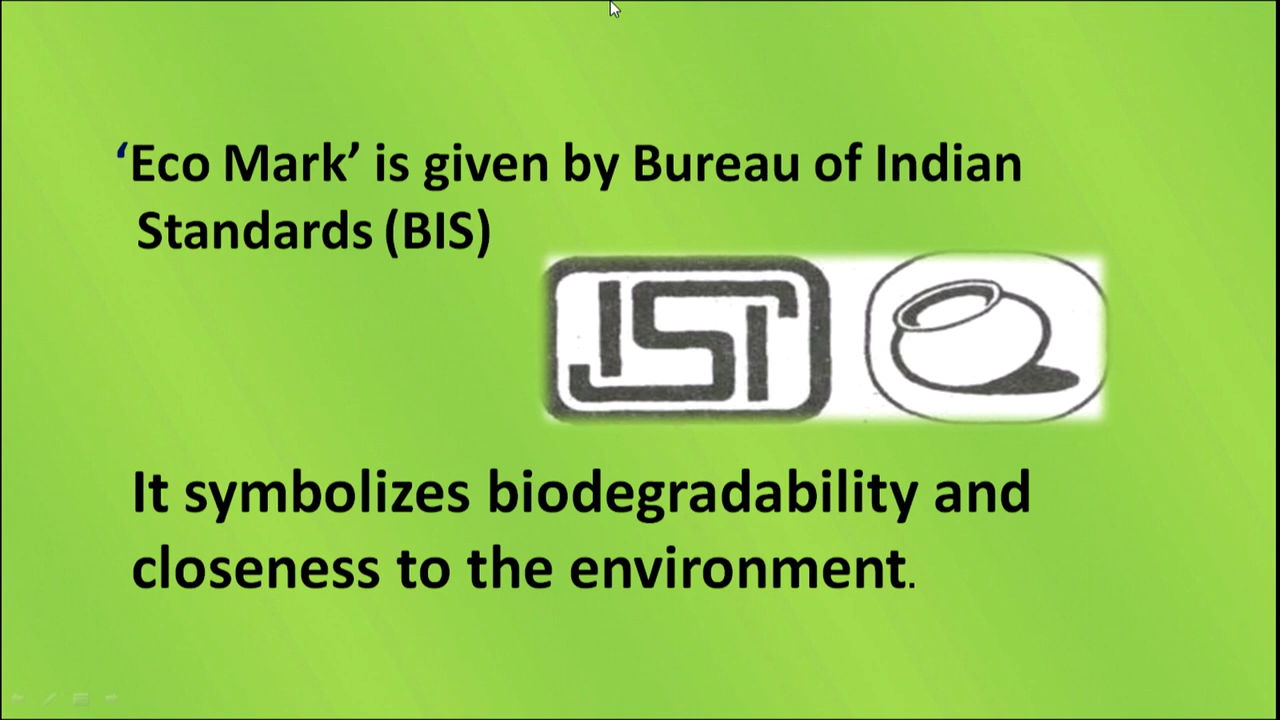 ‘Eco Mark’ is given by Bureau of Indian
Standards (BIS)
ISI
It symbolizes biodegradability and
closeness to the environment.